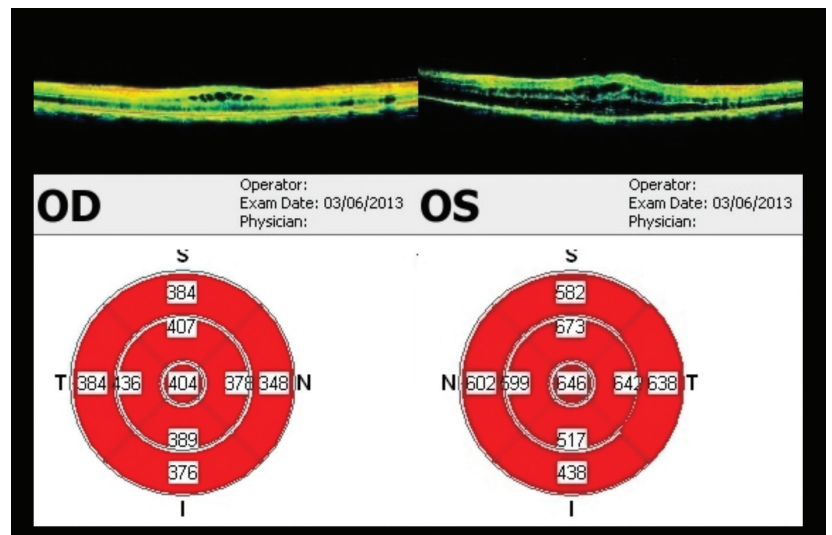 OD
Operator:
Exam Date: 03/06/2013
Physician:
OS
Operator:
Exam Date: 03/06/2013
Physician:
S
384
407
T 384 436 404 378 348 N
389
376
I
S
582
673
N 602 599 646 642 638 T
517
438
I